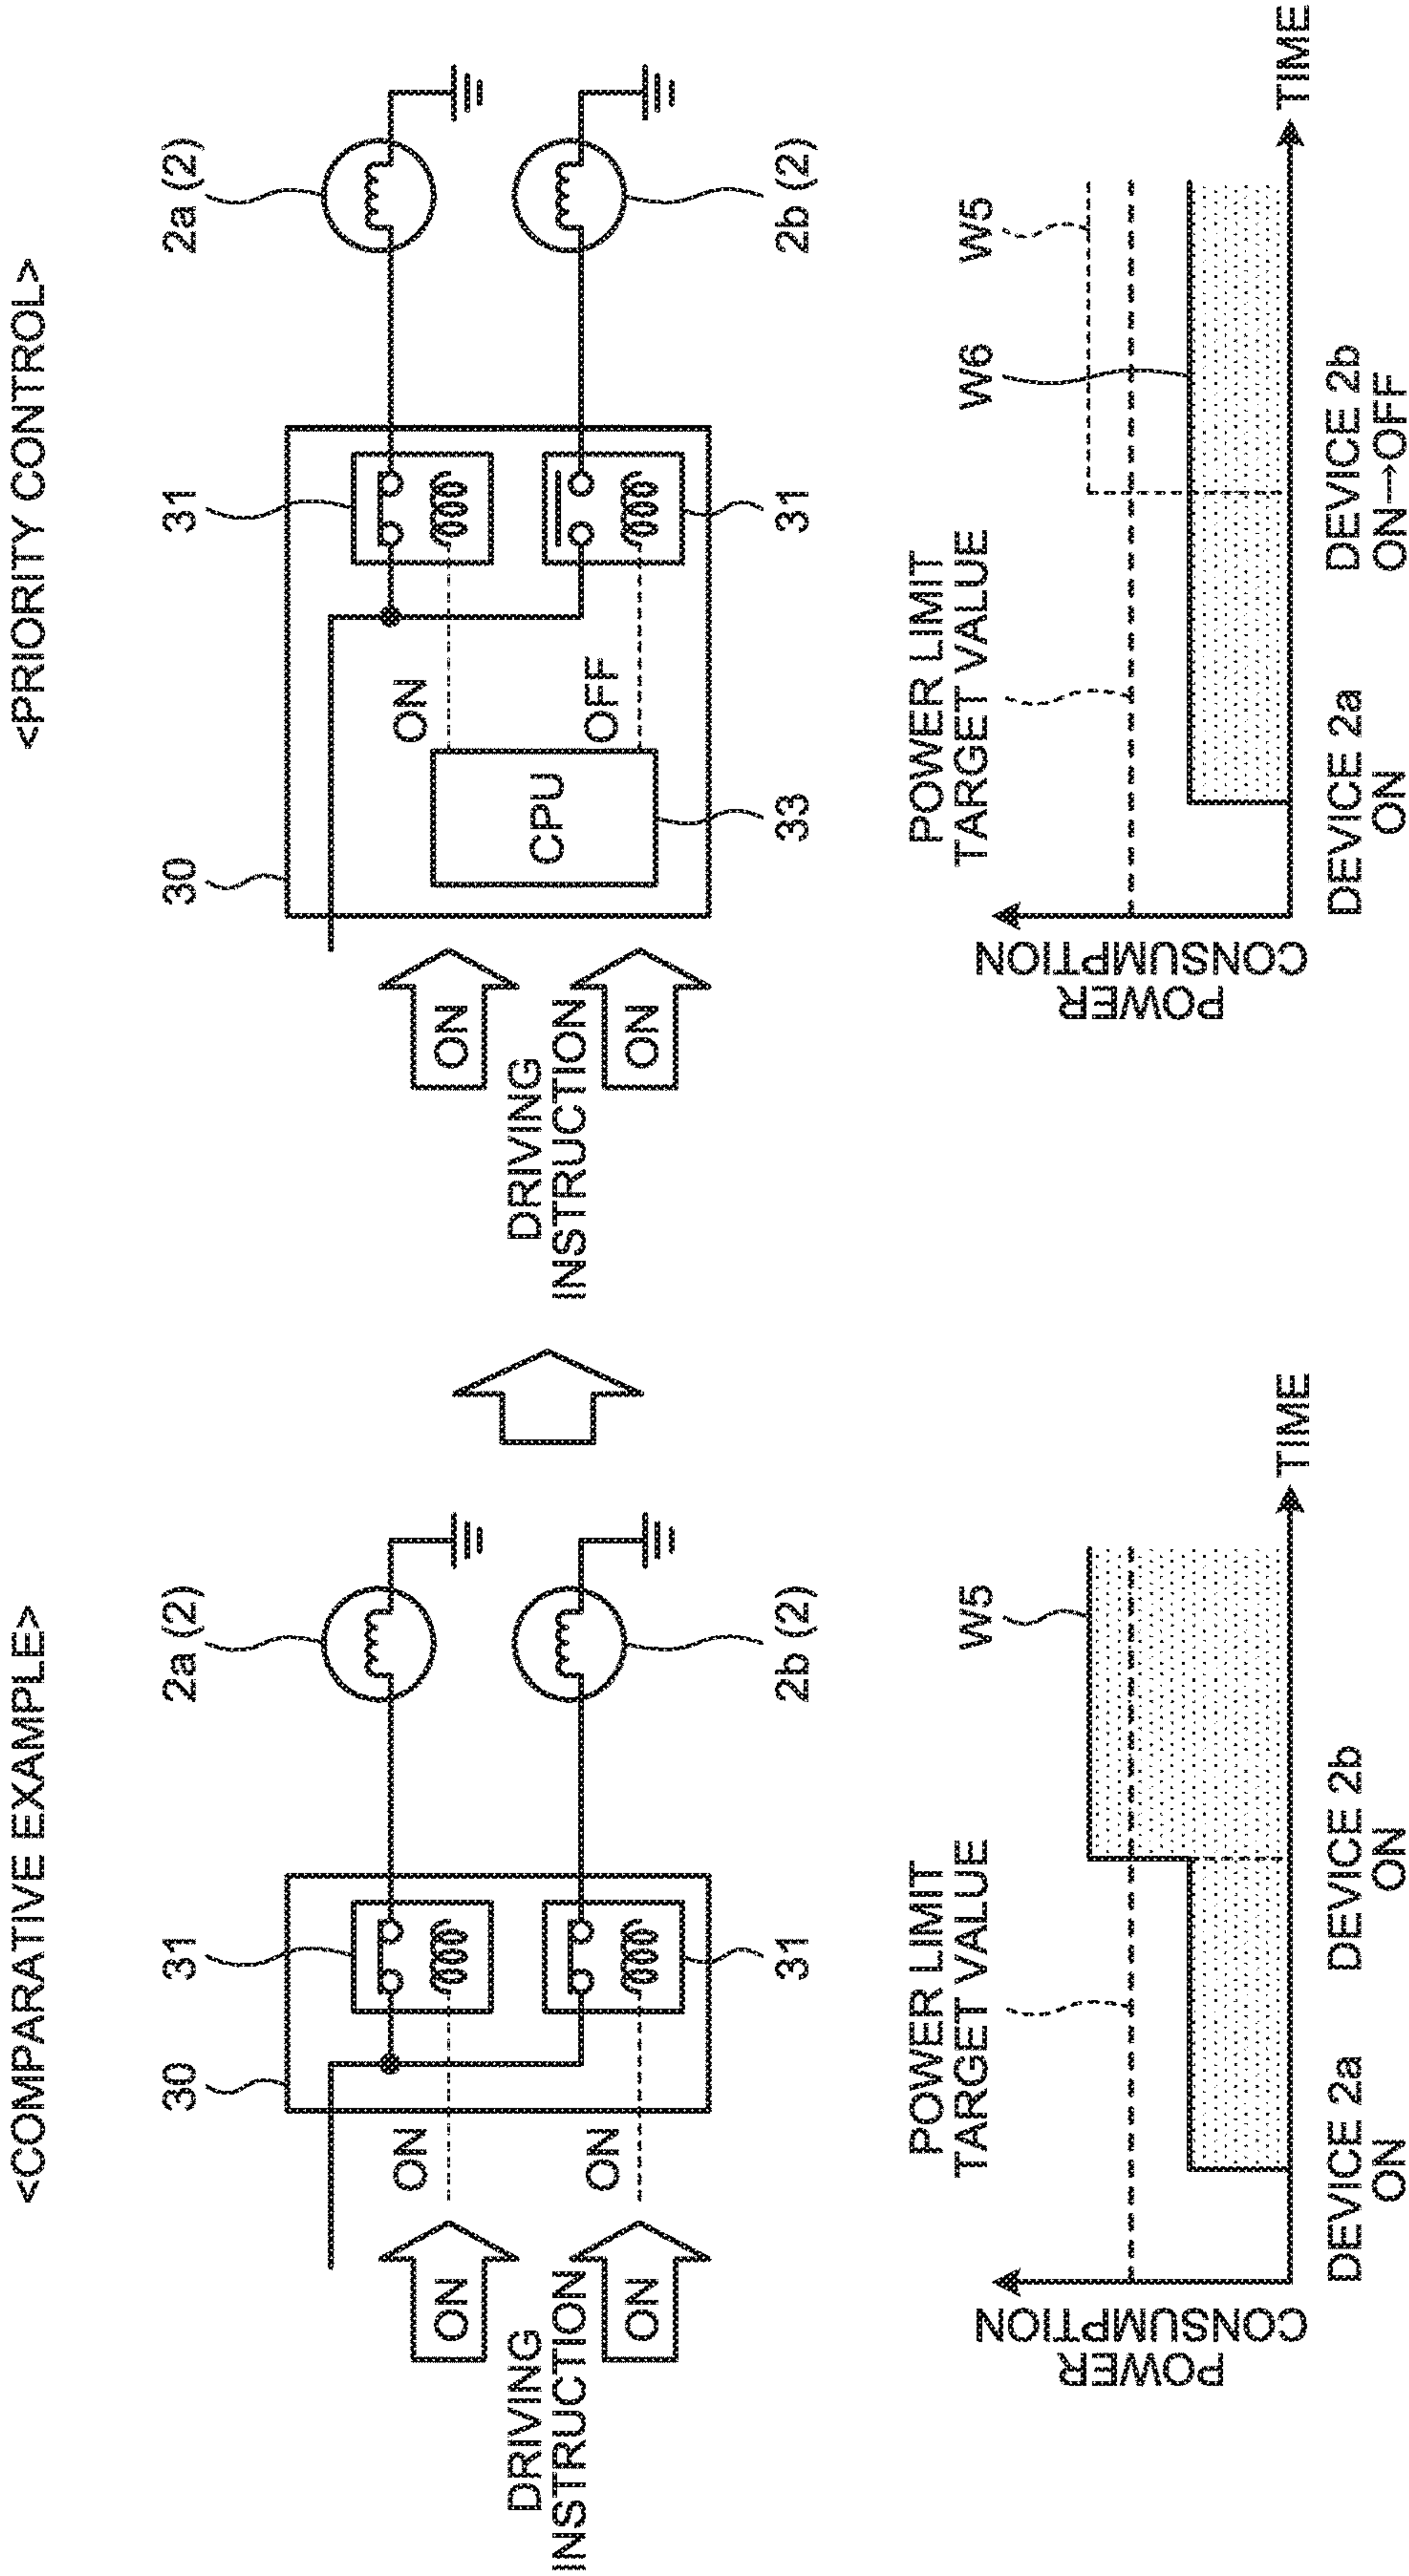 <COMPARATIVE EXAMPLE>
30
31
2a (2)
ON
ON
DRIVING
INSTRUCTION
ON
ON
31
2b (2)
POWER LIMIT
TARGET VALUE
W5
POWER
CONSUMPTION
TIME
DEVICE 2a
ON
DEVICE 2b
ON
<PRIORITY CONTROL>
30
31
2a (2)
ON
ON
DRIVING
INSTRUCTION
ON
OFF
CPU
33
31
2b (2)
POWER LIMIT
TARGET VALUE
W6
W5
POWER
CONSUMPTION
TIME
DEVICE 2a
ON
DEVICE 2b
ON→OFF